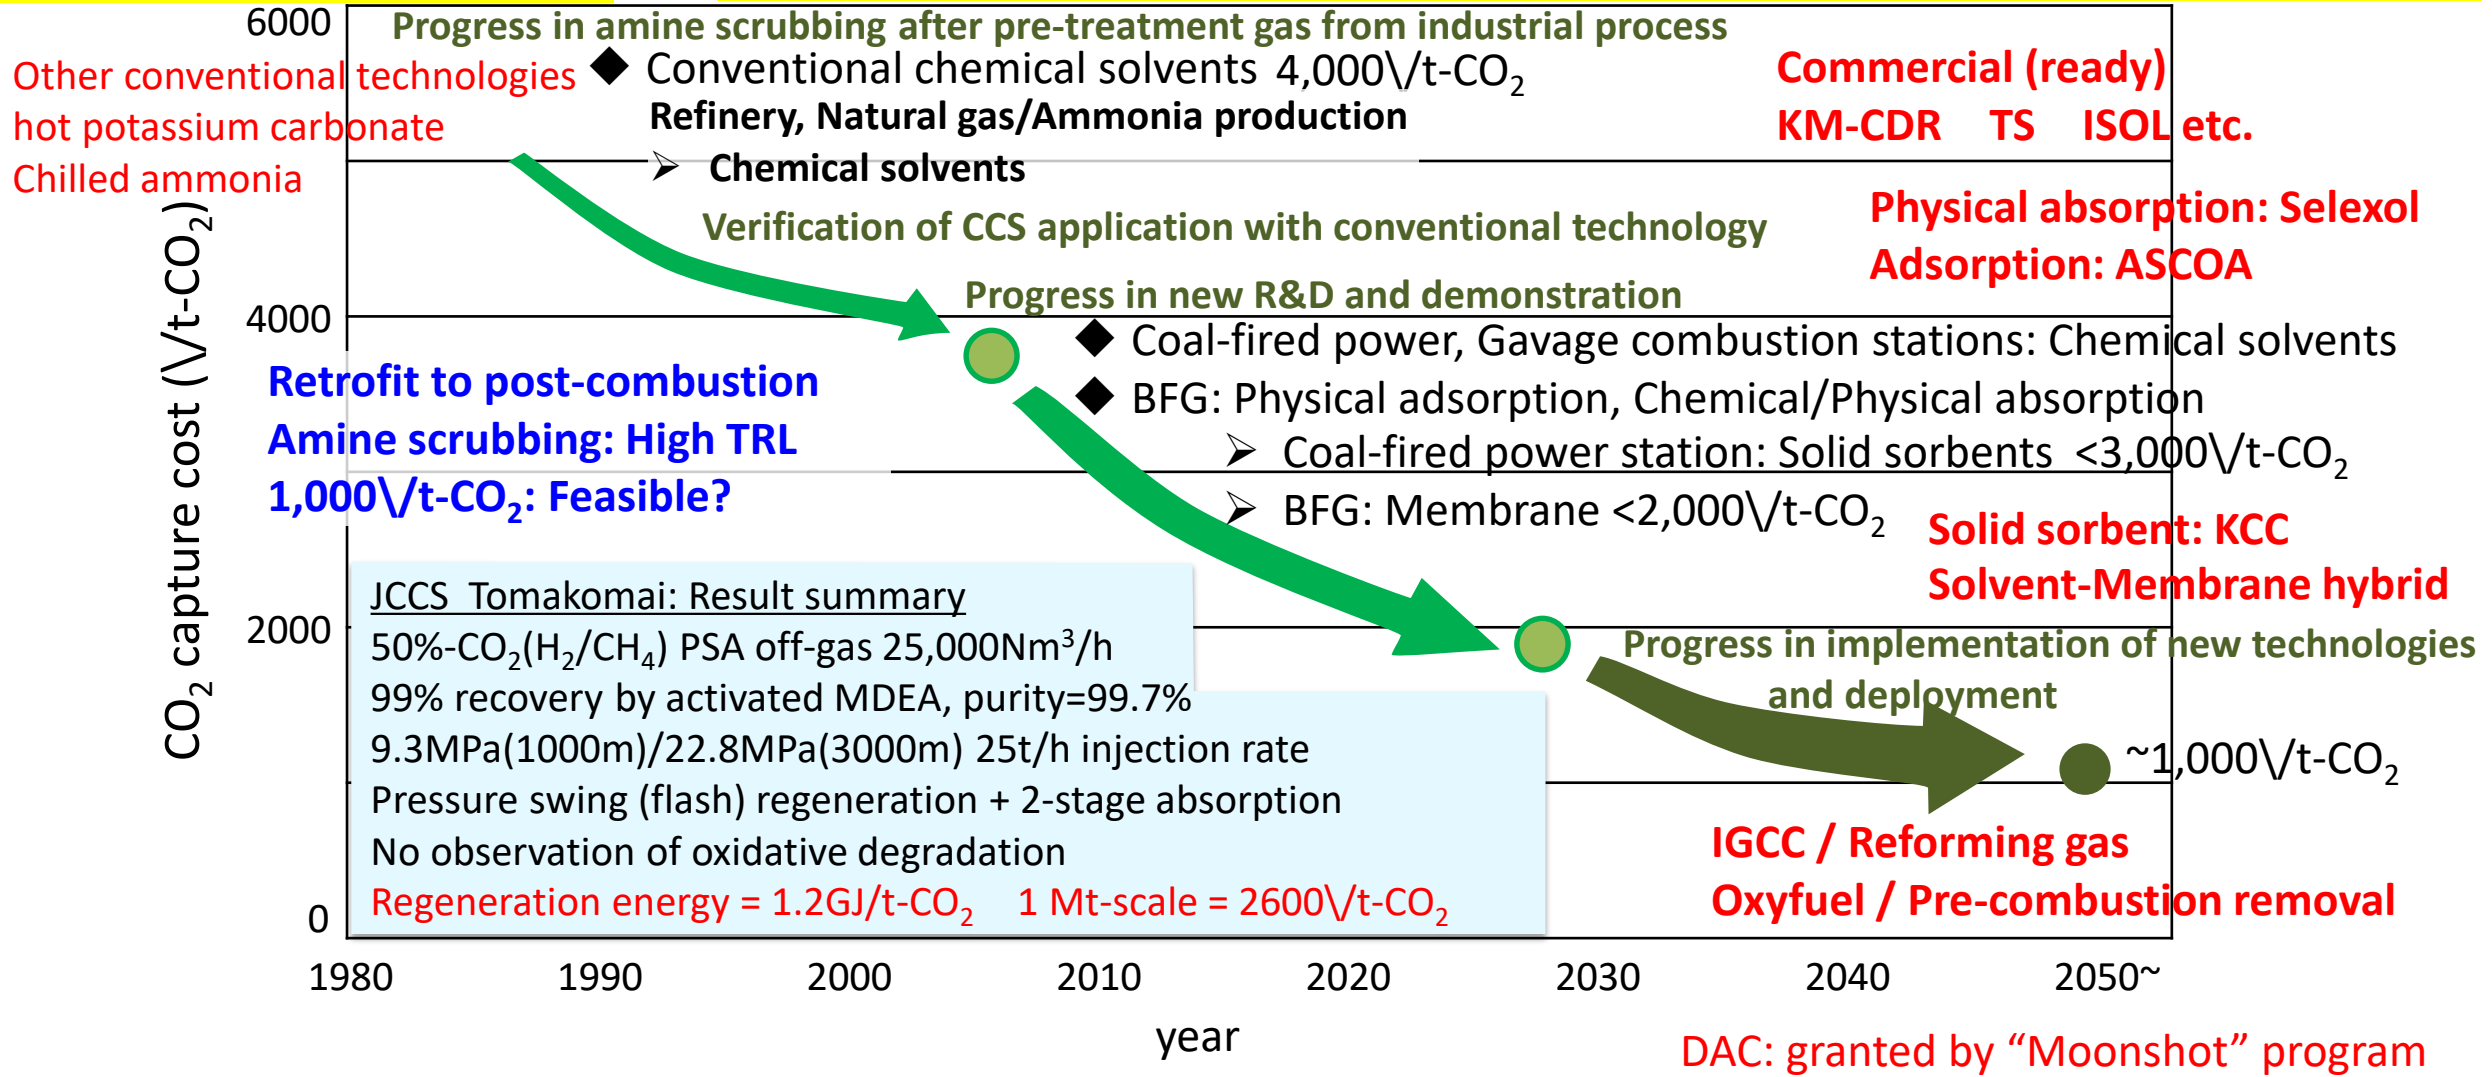 Progress in amine scrubbing after pre-treatment gas from industrial process
Other conventional technologies
hot potassium carbonate
Chilled ammonia
◆ Conventional chemical solvents 4,000\/t-CO₂
Refinery, Natural gas/Ammonia production
➢ Chemical solvents
Commercial (ready)
KM-CDR TS ISOL etc.
Verification of CCS application with conventional technology
Physical absorption: Selexol
Adsorption: ASCOA
Progress in new R&D and demonstration
◆ Coal-fired power, Gavage combustion stations: Chemical solvents
◆ BFG: Physical adsorption, Chemical/Physical absorption
➢ Coal-fired power station: Solid sorbents <3,000\/t-CO₂
➢ BFG: Membrane <2,000\/t-CO₂
Retrofit to post-combustion
Amine scrubbing: High TRL
1,000\/t-CO₂: Feasible?
Solid sorbent: KCC
Solvent-Membrane hybrid
JCCS Tomakomai: Result summary
50%-CO₂(H₂/CH₄) PSA off-gas 25,000Nm³/h
99% recovery by activated MDEA, purity=99.7%
9.3MPa(1000m)/22.8MPa(3000m) 25t/h injection rate
Pressure swing (flash) regeneration + 2-stage absorption
No observation of oxidative degradation
Regeneration energy = 1.2GJ/t-CO₂ 1 Mt-scale = 2600\/t-CO₂
Progress in implementation of new technologies
and deployment
~1,000\/t-CO₂
IGCC / Reforming gas
Oxyfuel / Pre-combustion removal
CO₂ capture cost (\/t-CO₂)
6000
4000
2000
0
1980 1990 2000 2010 2020 2030 2040 2050~
year
DAC: granted by “Moonshot” program